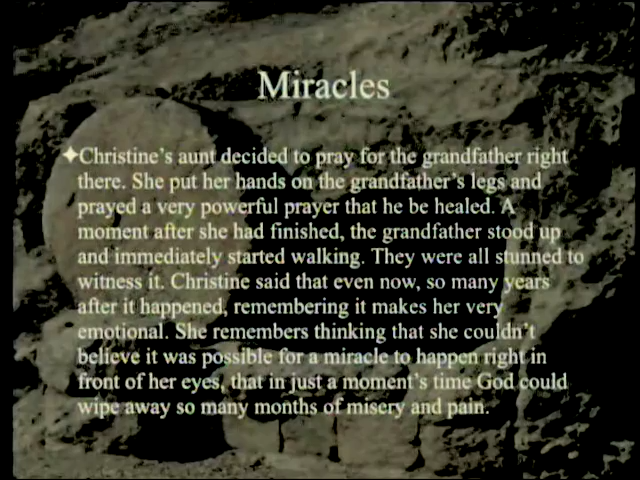 Miracles
✦Christine's aunt decided to pray for the grandfather right
there. She put her hands on the grandfather's legs and
prayed a very powerful prayer that he be healed. A
moment after she had finished, the grandfather stood up
and immediately started walking. They were all stunned to
witness it. Christine said that even now, so many years
after it happened, remembering it makes her very
emotional. She remembers thinking that she couldn't
believe it was possible for a miracle to happen right in
front of her eyes, that in just a moment's time God could
wipe away so many months of misery and pain.